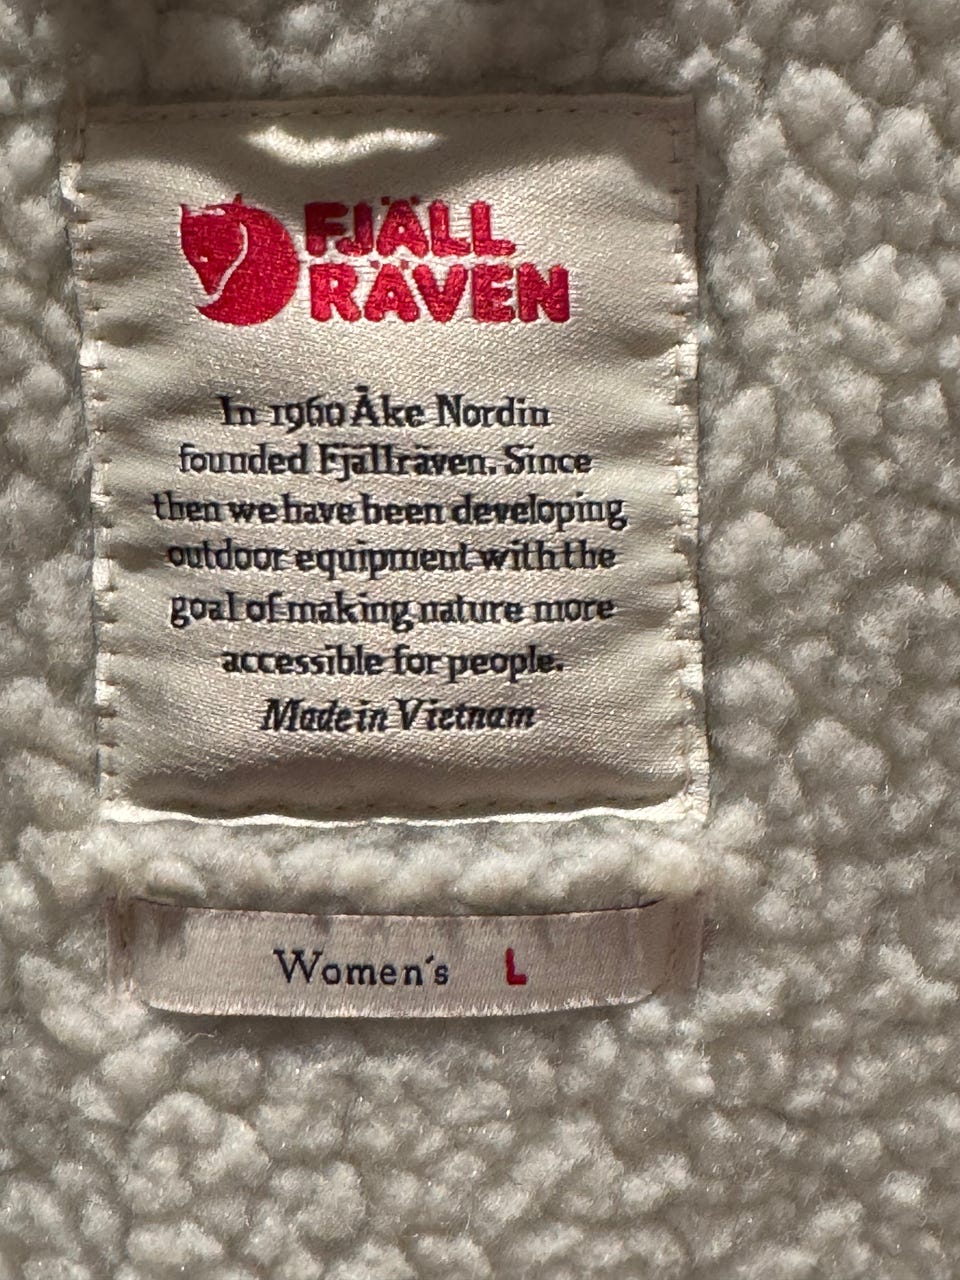 FJÄLL
RÄVEN
In 1960 Åke Nordin
founded Fjällräven. Since
then we have been developing
outdoor equipment with the
goal of making nature more
accessible for people.
Made in Vietnam
Women's L